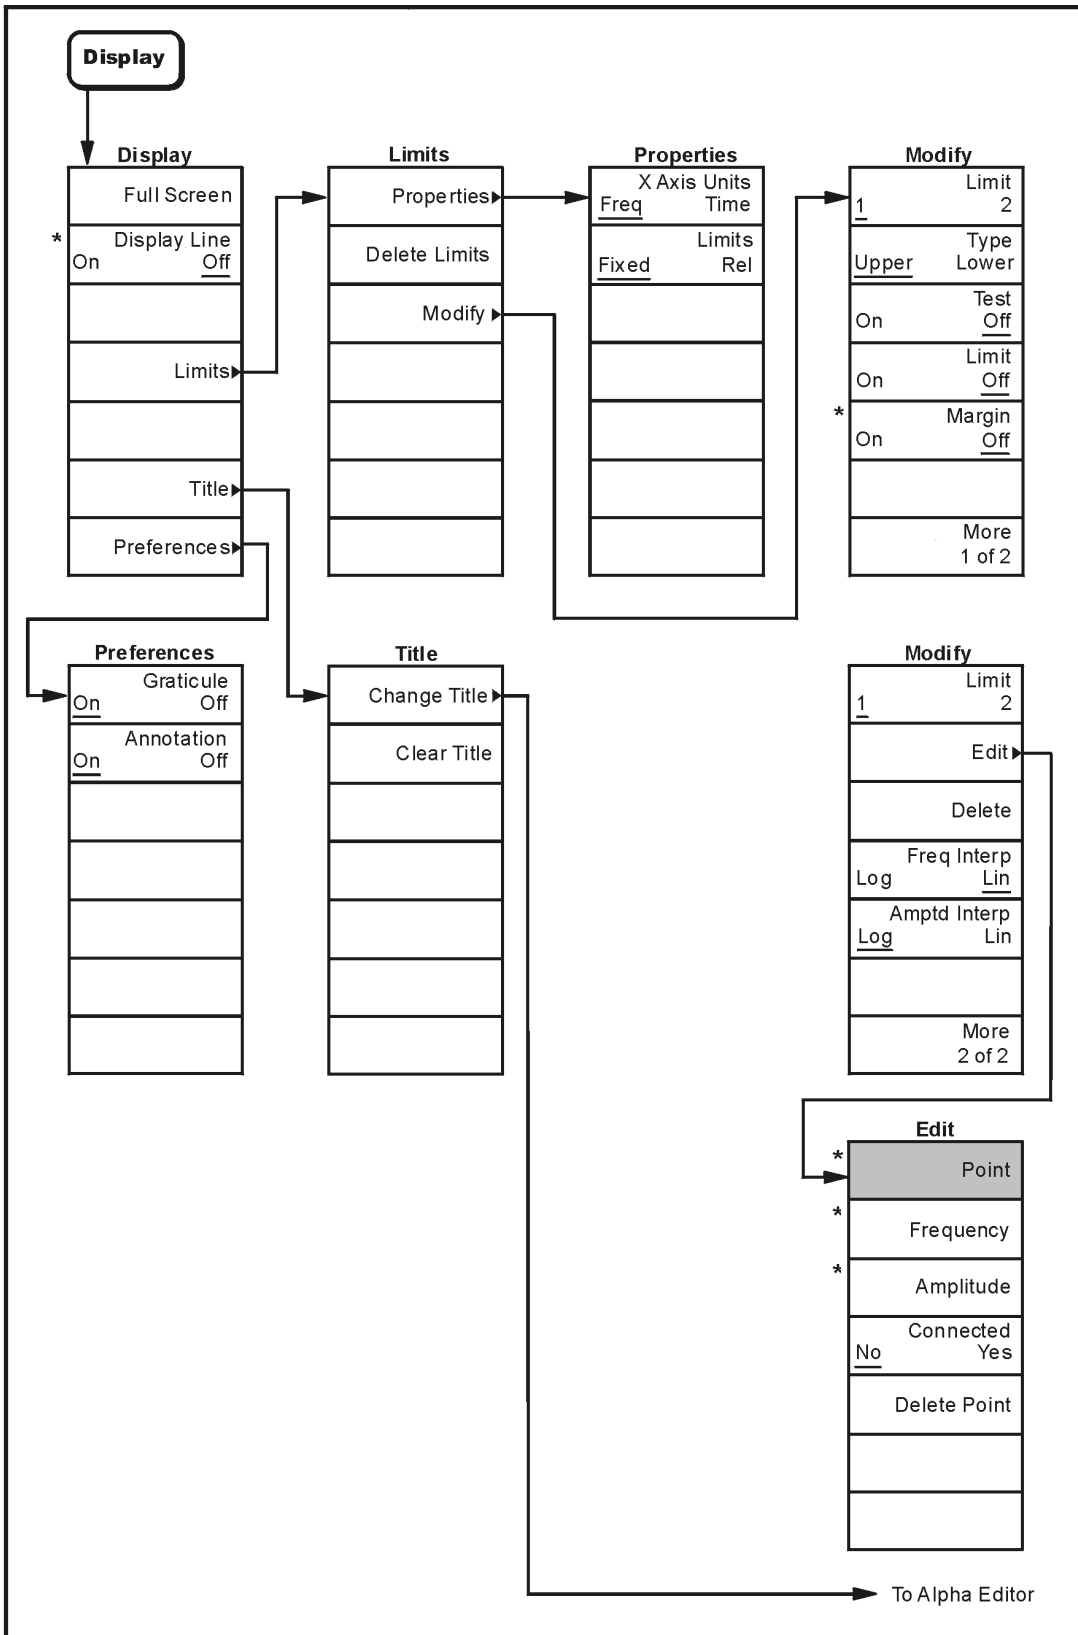 Display
Display
Full Screen
*
Display Line
On Off
Limits
Title
Preferences
Limits
Properties
Delete Limits
Modify
Properties
X Axis Units
Freq Time
Limits
Fixed Rel
Modify
Limit
1 2
Type
Upper Lower
Test
On Off
Limit
On Off
*
Margin
On Off
More
1 of 2
Preferences
Graticule
On Off
Annotation
On Off
Title
Change Title
Clear Title
Modify
Limit
1 2
Edit
Delete
Freq Interp
Log Lin
Amptd Interp
Log Lin
More
2 of 2
Edit
*
Point
*
Frequency
*
Amplitude
Connected
No Yes
Delete Point
To Alpha Editor